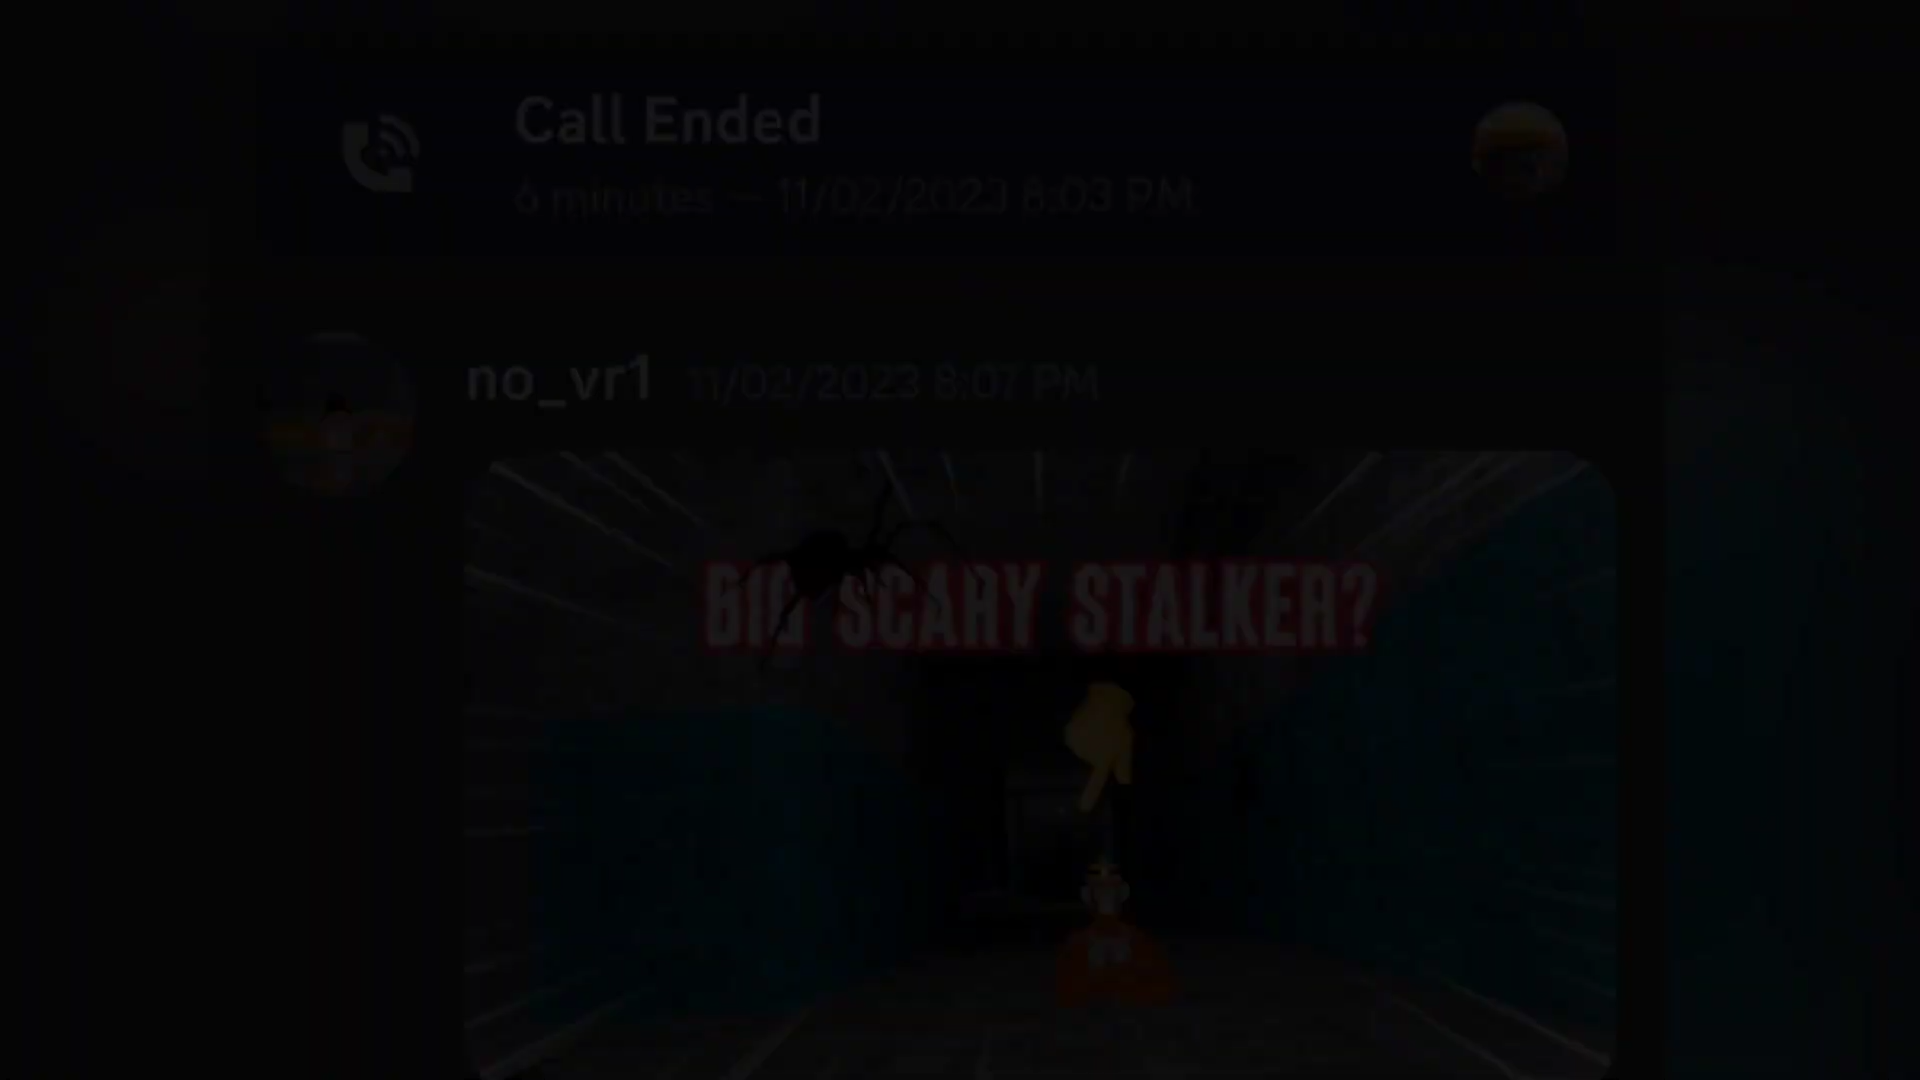 Call Ended
6 minutes — 11/02/2023 8:03 PM
no_vr1 11/02/2023 8:07 PM
BIG SCARY STALKER?